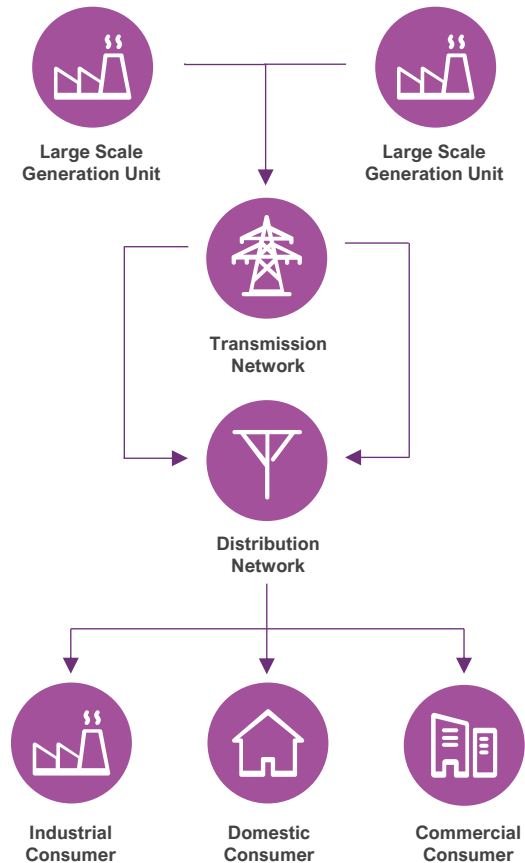 Large Scale
Generation Unit
Large Scale
Generation Unit
Transmission
Network
Distribution
Network
Industrial
Consumer
Domestic
Consumer
Commercial
Consumer